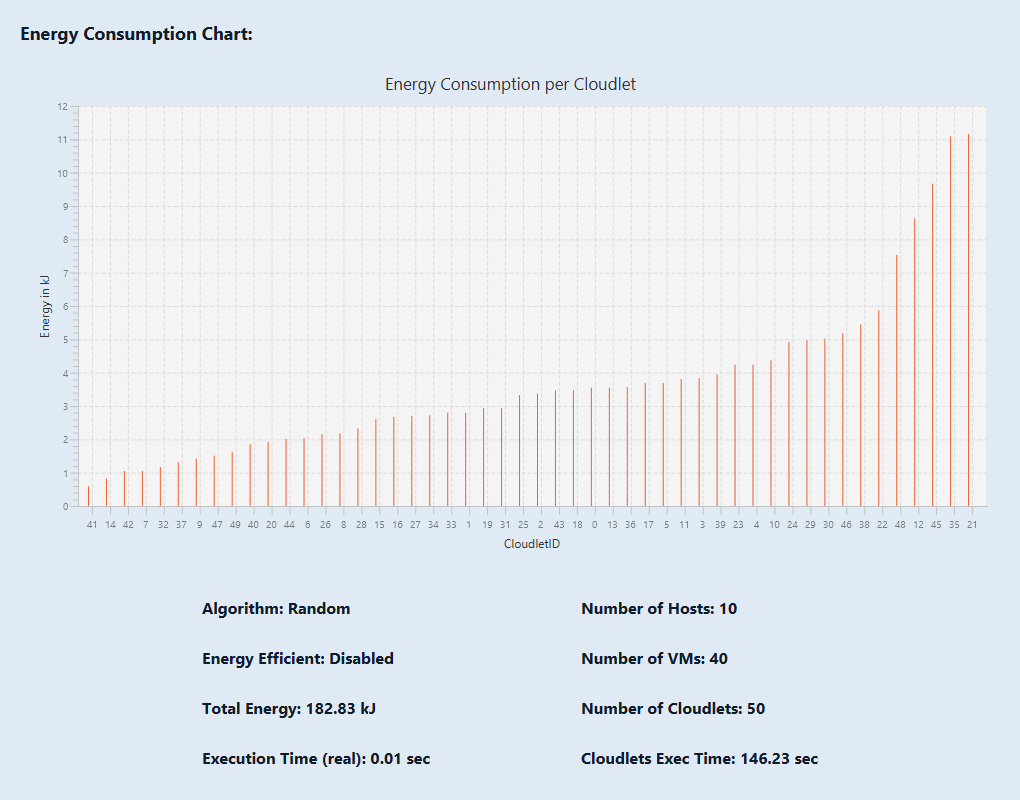 Energy Consumption Chart:
Energy Consumption per Cloudlet
12
11
10
9
8
7
6
5
4
3
2
1
0
Energy in kJ
41 14 42 7 32 37 9 47 49 40 20 44 6 26 8 28 15 16 27 34 33 1 19 31 25 2 43 18 0 13 36 17 5 11 3 39 23 4 10 24 29 30 46 38 22 48 12 45 35 21
CloudletID
Algorithm: Random
Number of Hosts: 10
Energy Efficient: Disabled
Number of VMs: 40
Total Energy: 182.83 kJ
Number of Cloudlets: 50
Execution Time (real): 0.01 sec
Cloudlets Exec Time: 146.23 sec